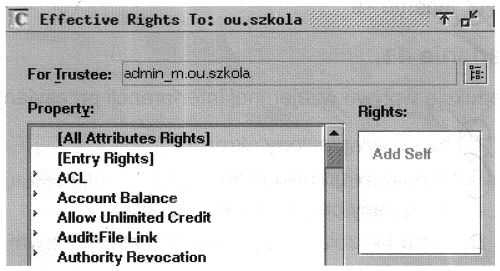 Effective Rights To: ou.szkola
For Trustee: admin_m.ou.szkola
Property:
Rights:
[All Attributes Rights]
[Entry Rights]
ACL
Account Balance
Allow Unlimited Credit
Audit:File Link
Authority Revocation
Add Self